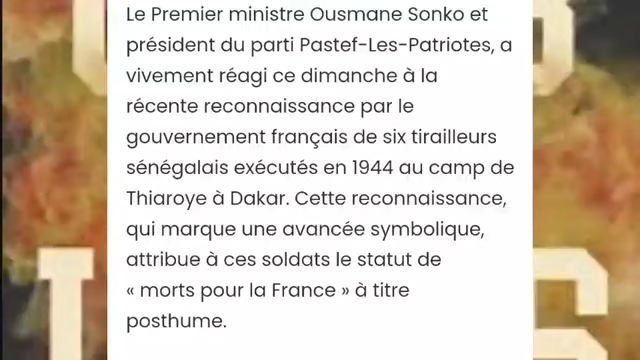 Le Premier ministre Ousmane Sonko et
président du parti Pastef-Les-Patriotes, a
vivement réagi ce dimanche à la
récente reconnaissance par le
gouvernement français de six tirailleurs
sénégalais exécutés en 1944 au camp de
Thiaroye à Dakar. Cette reconnaissance,
qui marque une avancée symbolique,
attribue à ces soldats le statut de
« morts pour la France » à titre
posthume.